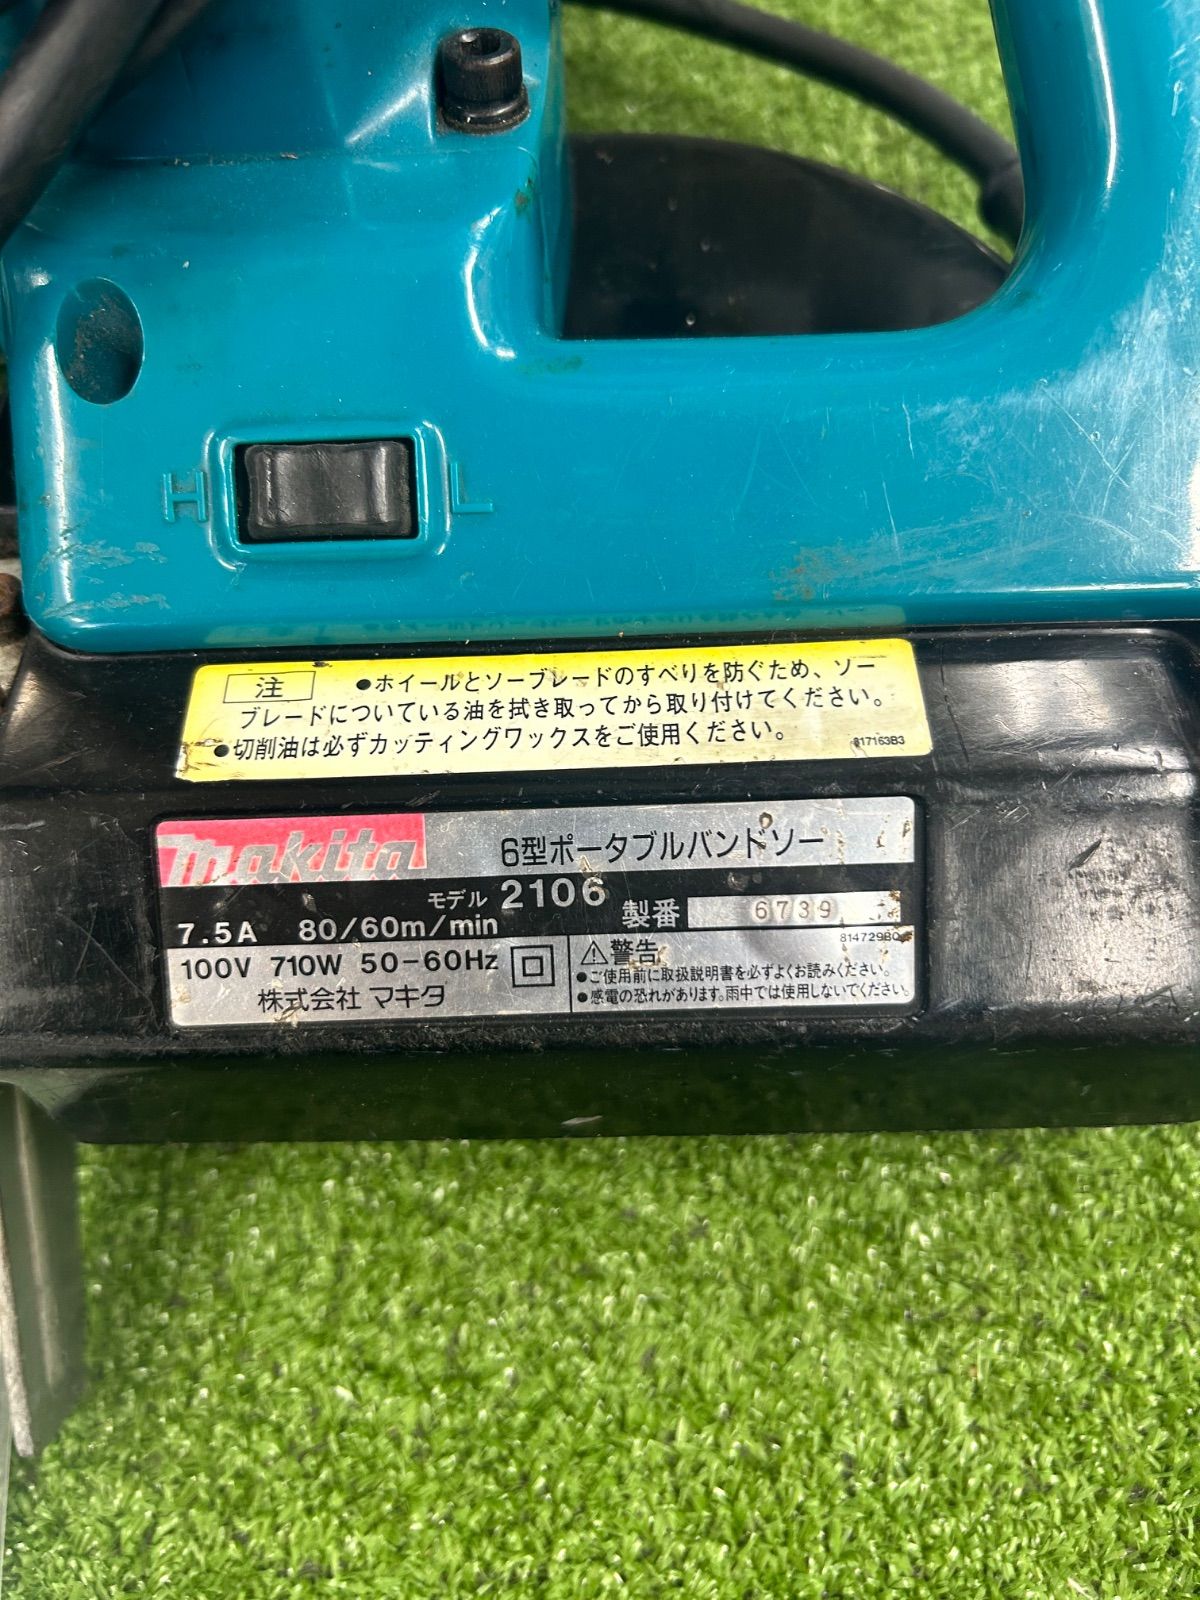 H L
注 ●ホイールとソーブレードのすべりを防ぐため、ソー
ブレードについている油を拭き取ってから取り付けてください。
●切削油は必ずカッティングワックスをご使用ください。
817163B3
makita 6型ポータブルバンドソー
モデル 2106 製番 6739
7.5A 80/60m/min
814729B0
100V 710W 50-60Hz
株式会社 マキタ
⚠警告
●ご使用前に取扱説明書を必ずよくお読みください。
●感電の恐れがあります。雨中では使用しないでください。